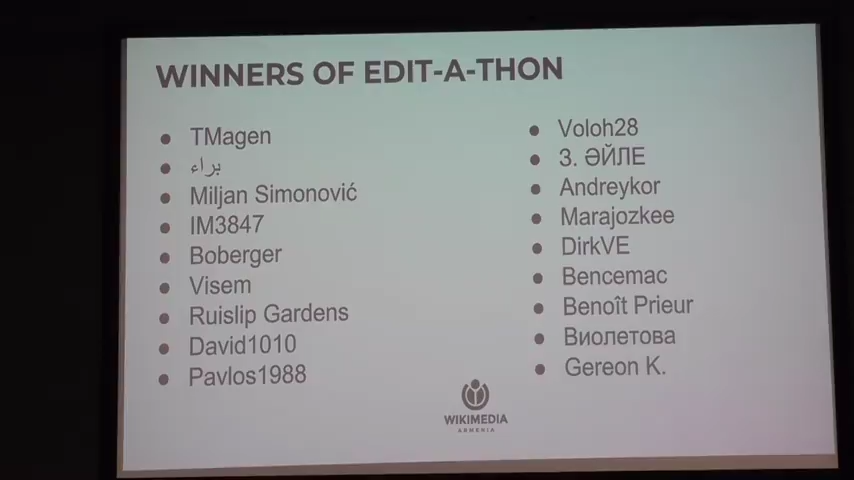 WINNERS OF EDIT-A-THON
● TMagen
● براء
● Miljan Simonović
● IM3847
● Boberger
● Visem
● Ruislip Gardens
● David1010
● Pavlos1988
● Voloh28
● З. ӘЙЛЕ
● Andreykor
● Marajozkee
● DirkVE
● Bencemac
● Benoît Prieur
● Виолетова
● Gereon K.
WIKIMEDIA
ARMENIA